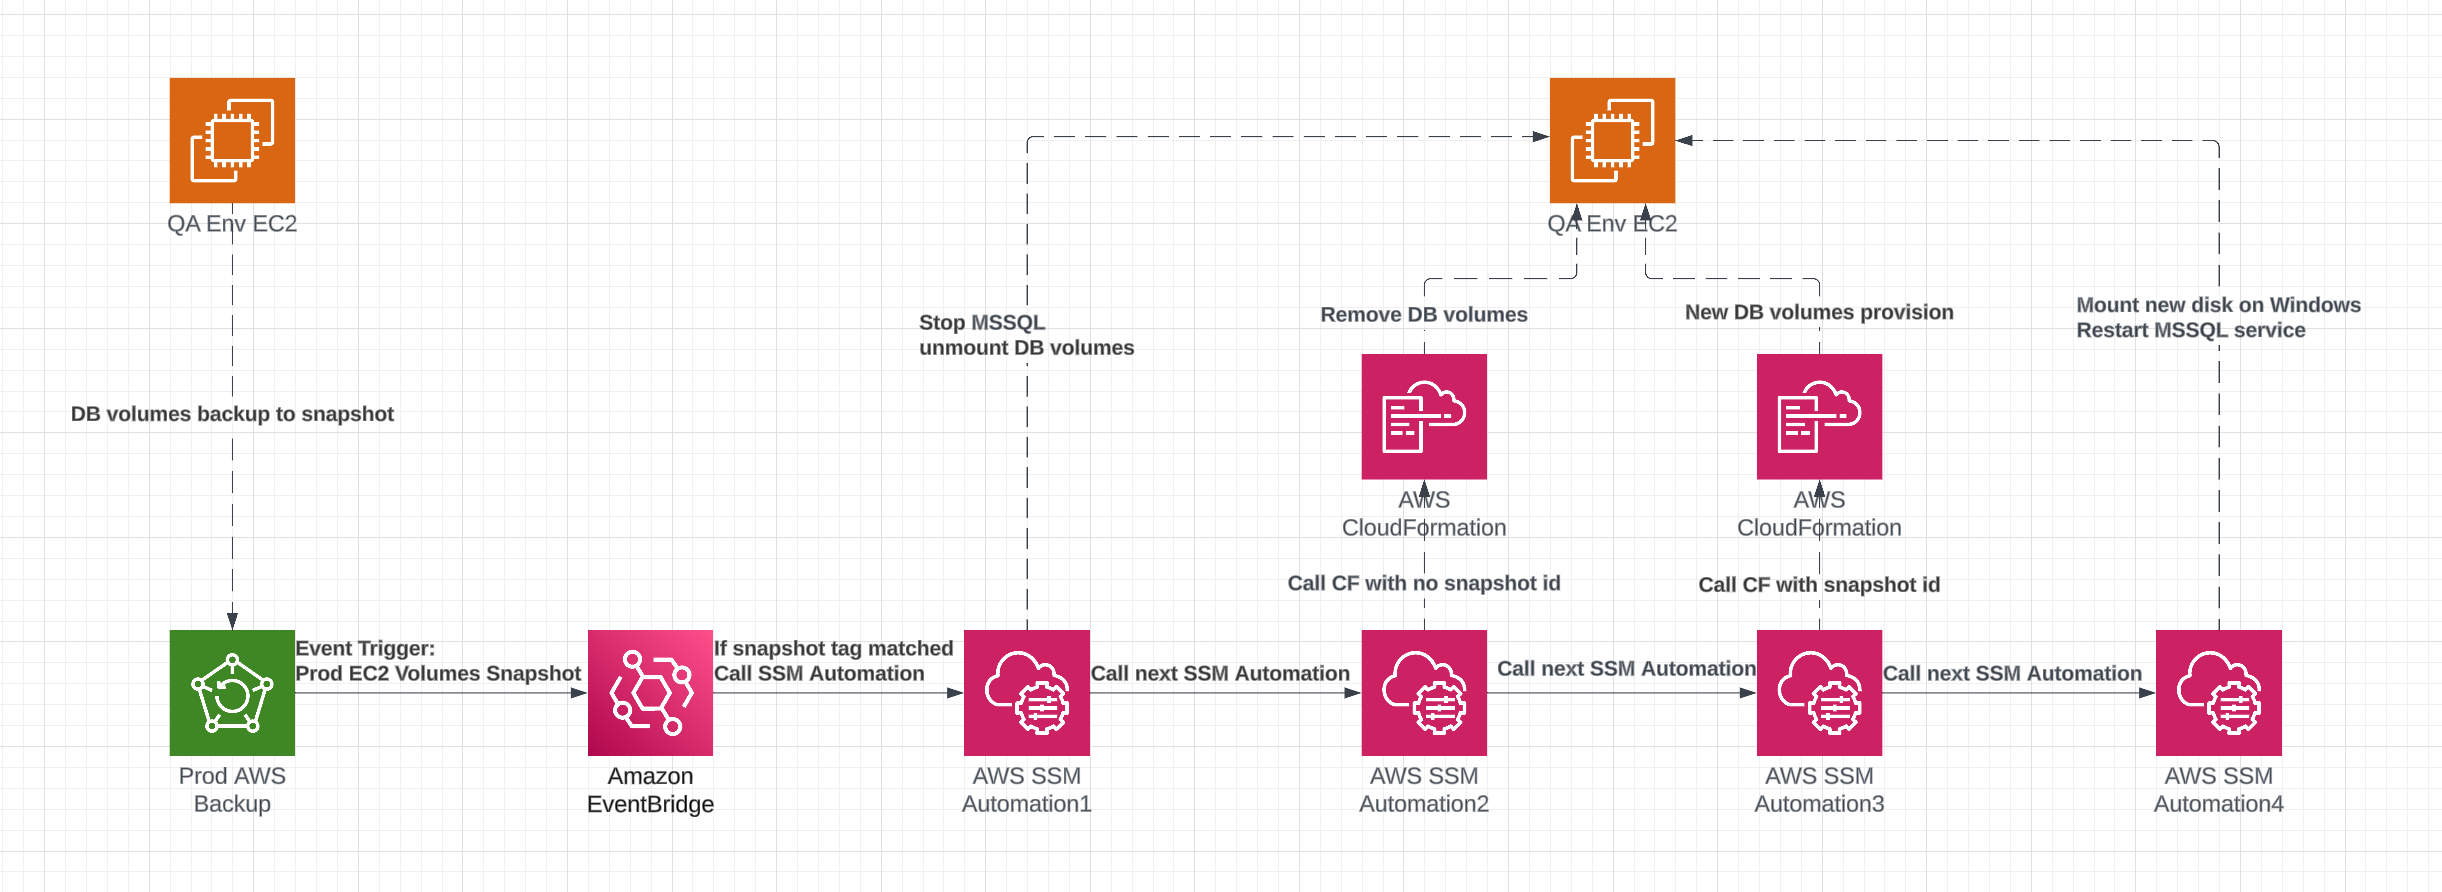 QA Env EC2
QA Env EC2
Stop MSSQL
unmount DB volumes
Remove DB volumes
New DB volumes provision
Mount new disk on Windows
Restart MSSQL service
DB volumes backup to snapshot
AWS
CloudFormation
AWS
CloudFormation
Call CF with no snapshot id
Call CF with snapshot id
Event Trigger:
Prod EC2 Volumes Snapshot
If snapshot tag matched
Call SSM Automation
Call next SSM Automation
Call next SSM Automation
Call next SSM Automation
Prod AWS
Backup
Amazon
EventBridge
AWS SSM
Automation1
AWS SSM
Automation2
AWS SSM
Automation3
AWS SSM
Automation4